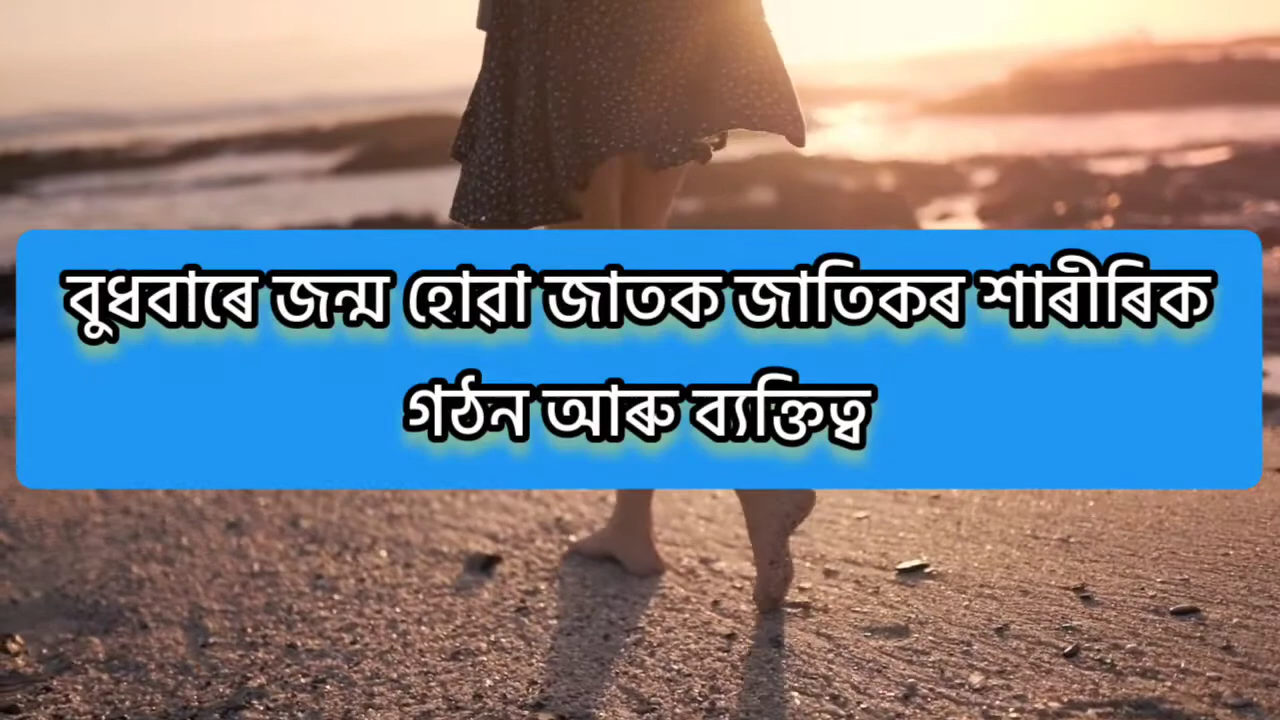 বুধবাৰে জন্ম হোৱা জাতক জাতিকৰ শাৰীৰিক
গঠন আৰু ব্যক্তিত্ব